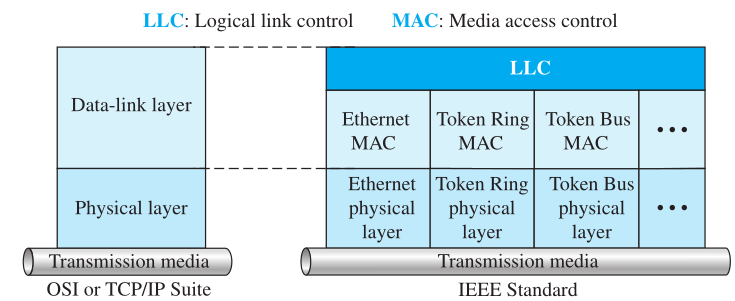 LLC: Logical link control MAC: Media access control
LLC
Data-link layer
Ethernet
MAC
Token Ring
MAC
Token Bus
MAC
•••
Physical layer
Ethernet
physical
layer
Token Ring
physical
layer
Token Bus
physical
layer
•••
Transmission media
Transmission media
OSI or TCP/IP Suite
IEEE Standard